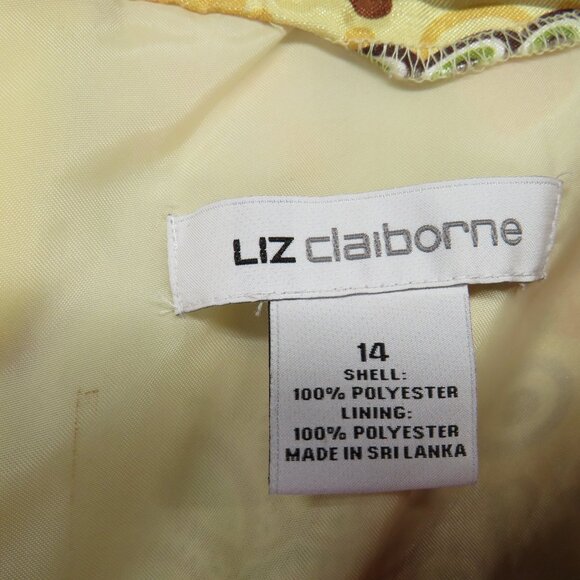 LIZ claiborne
14
SHELL:
100% POLYESTER
LINING:
100% POLYESTER
MADE IN SRI LANKA